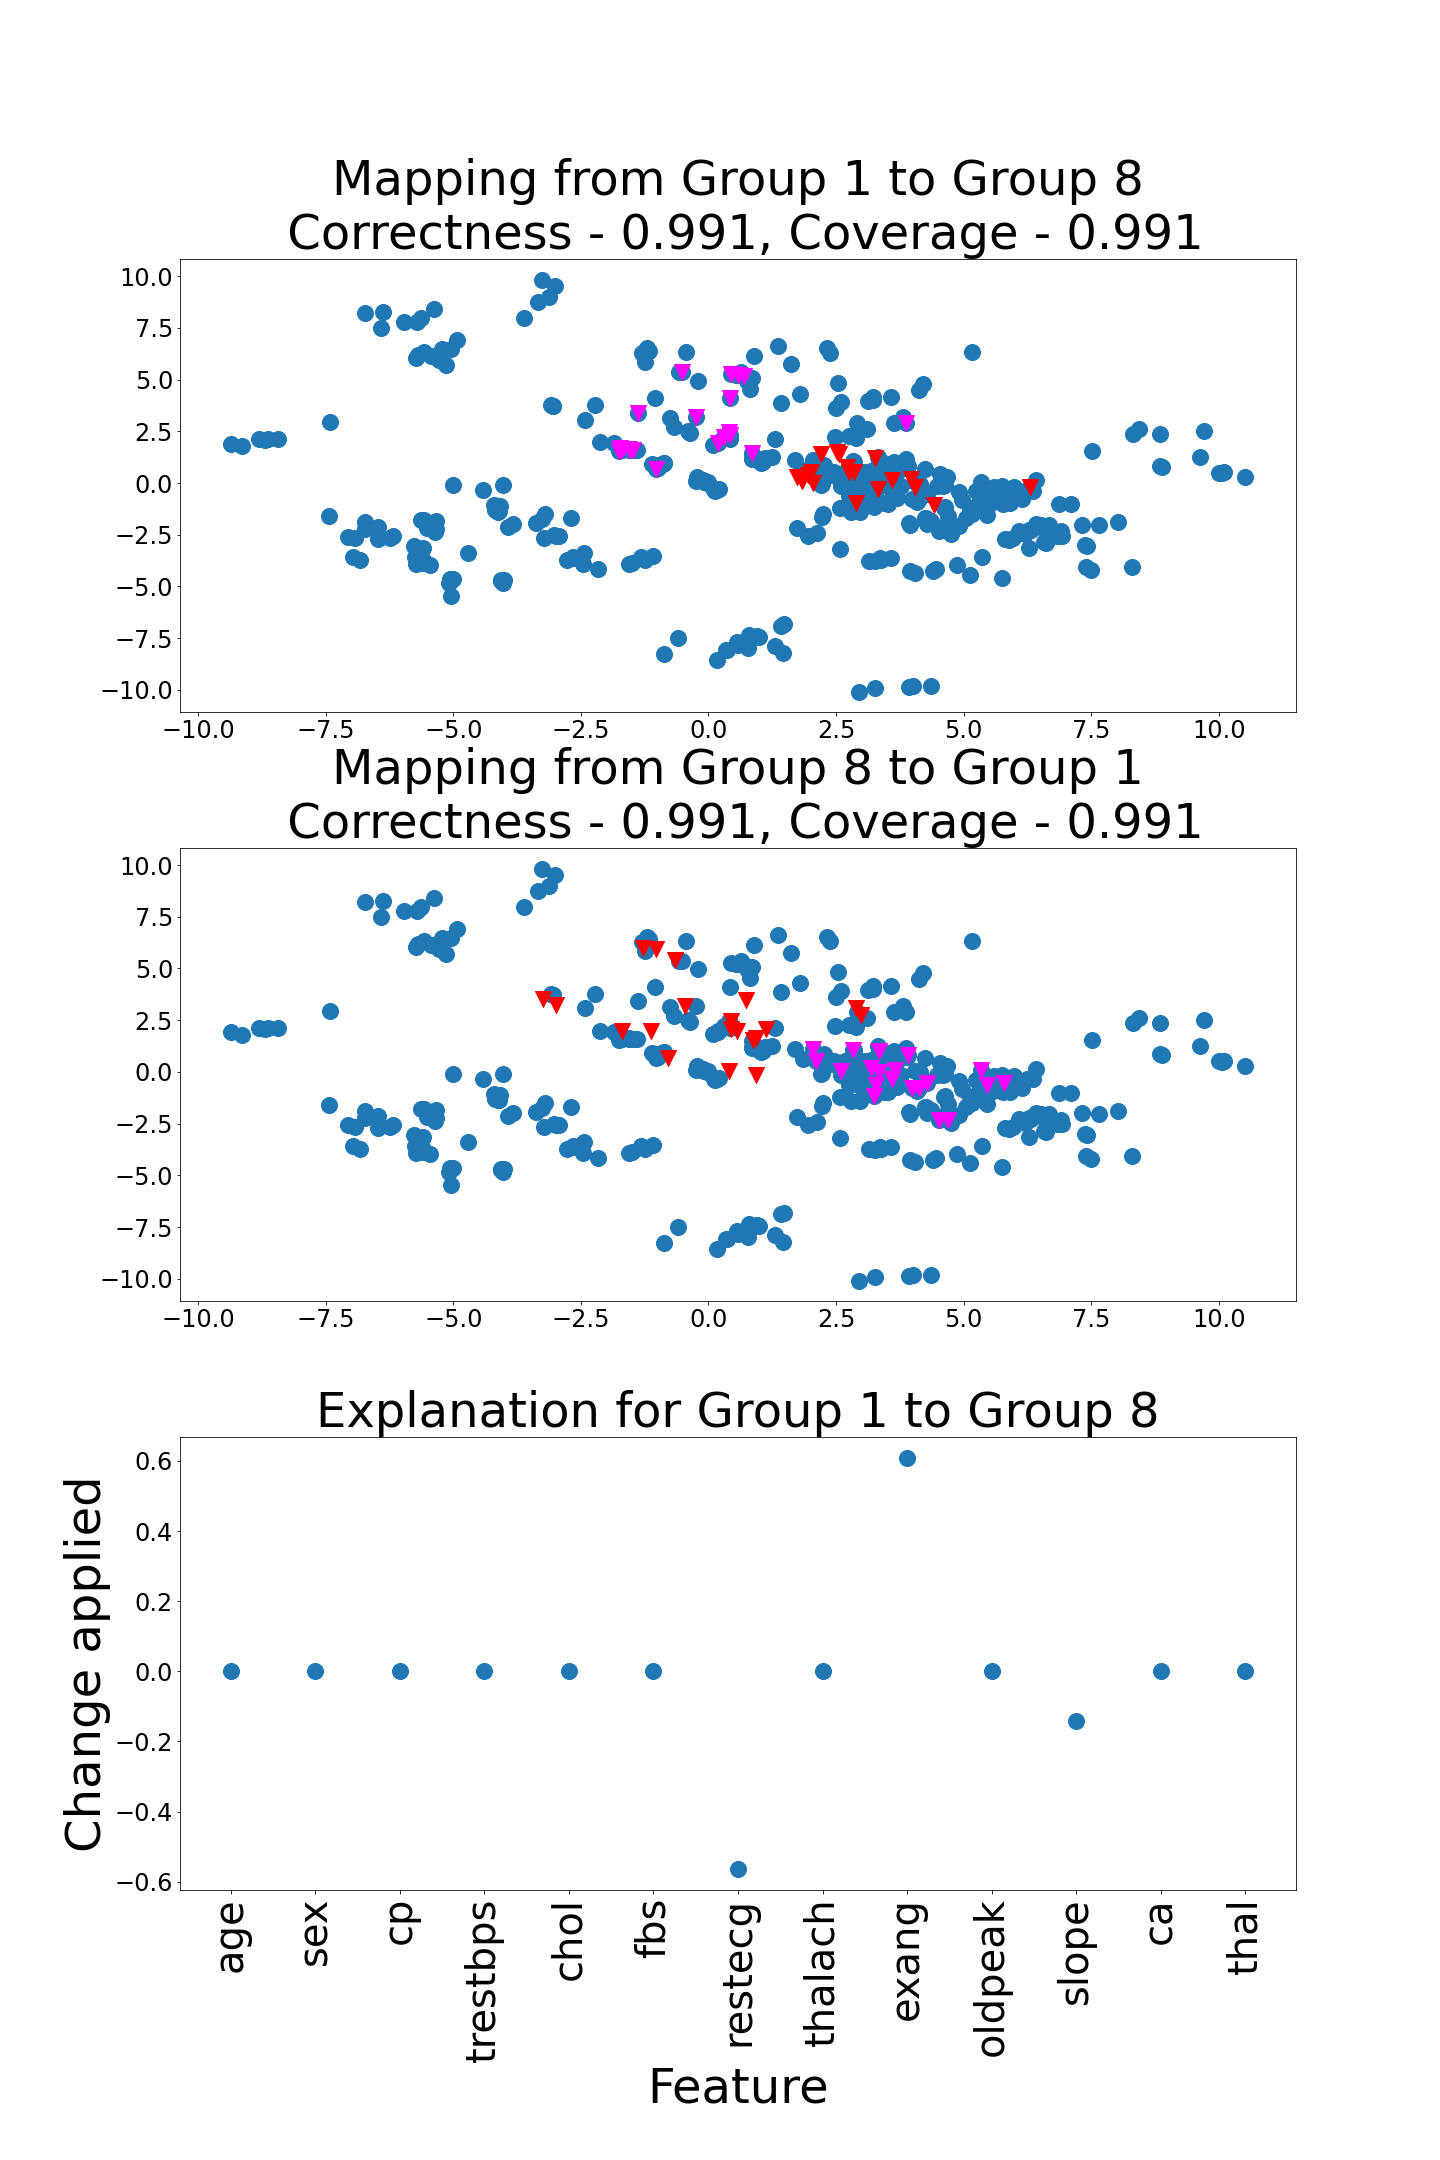 Mapping from Group 1 to Group 8
Correctness - 0.991, Coverage - 0.991
10.0
7.5
5.0
2.5
0.0
−2.5
−5.0
−7.5
−10.0
−10.0 −7.5 −5.0 −2.5 0.0 2.5 5.0 7.5 10.0
Mapping from Group 8 to Group 1
Correctness - 0.991, Coverage - 0.991
10.0
7.5
5.0
2.5
0.0
−2.5
−5.0
−7.5
−10.0
−10.0 −7.5 −5.0 −2.5 0.0 2.5 5.0 7.5 10.0
Explanation for Group 1 to Group 8
Change applied
0.6
0.4
0.2
0.0
−0.2
−0.4
−0.6
age sex cp trestbps chol fbs restecg thalach exang oldpeak slope ca thal
Feature